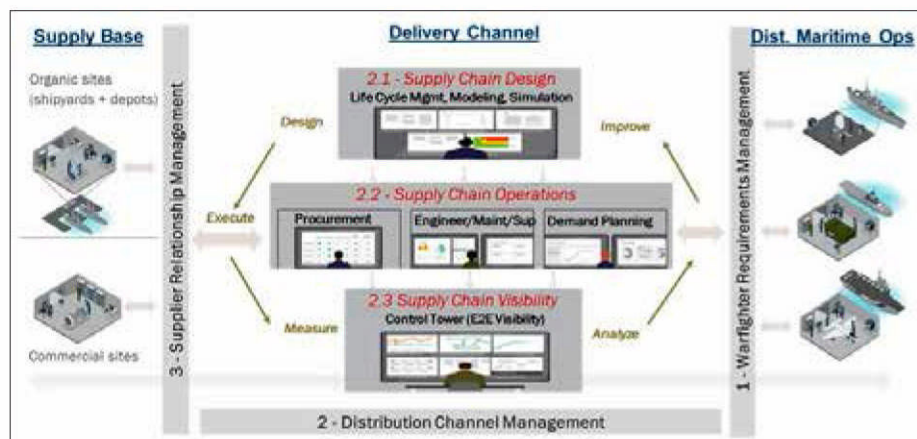 Supply Base
Delivery Channel
Dist. Maritime Ops
Organic sites
(shipyards + depots)
Commercial sites
3 - Supplier Relationship Management
2.1 - Supply Chain Design
Life Cycle Mgmt, Modeling, Simulation
Design
Improve
2.2 - Supply Chain Operations
Execute
Procurement
Engineer/Maint/Sup
Demand Planning
2.3 Supply Chain Visibility
Control Tower (E2E Visibility)
Measure
Analyze
1 - Warfighter Requirements Management
2 - Distribution Channel Management